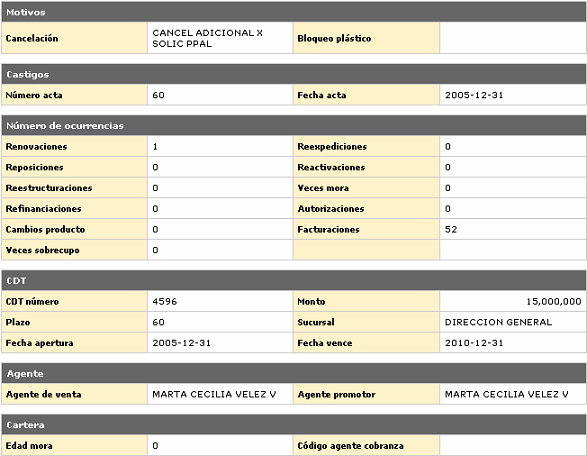 Motivos
Cancelación CANCEL ADICIONAL X SOLIC PPAL Bloqueo plástico
Castigos
Número acta 60 Fecha acta 2005-12-31
Número de ocurrencias
Renovaciones 1 Reexpediciones 0
Reposiciones 0 Reactivaciones 0
Reestructuraciones 0 Veces mora 0
Refinanciaciones 0 Autorizaciones 0
Cambios producto 0 Facturaciones 52
Veces sobrecupo 0
CDT
CDT número 4596 Monto 15,000,000
Plazo 60 Sucursal DIRECCION GENERAL
Fecha apertura 2005-12-31 Fecha vence 2010-12-31
Agente
Agente de venta MARTA CECILIA VELEZ V Agente promotor MARTA CECILIA VELEZ V
Cartera
Edad mora 0 Código agente cobranza